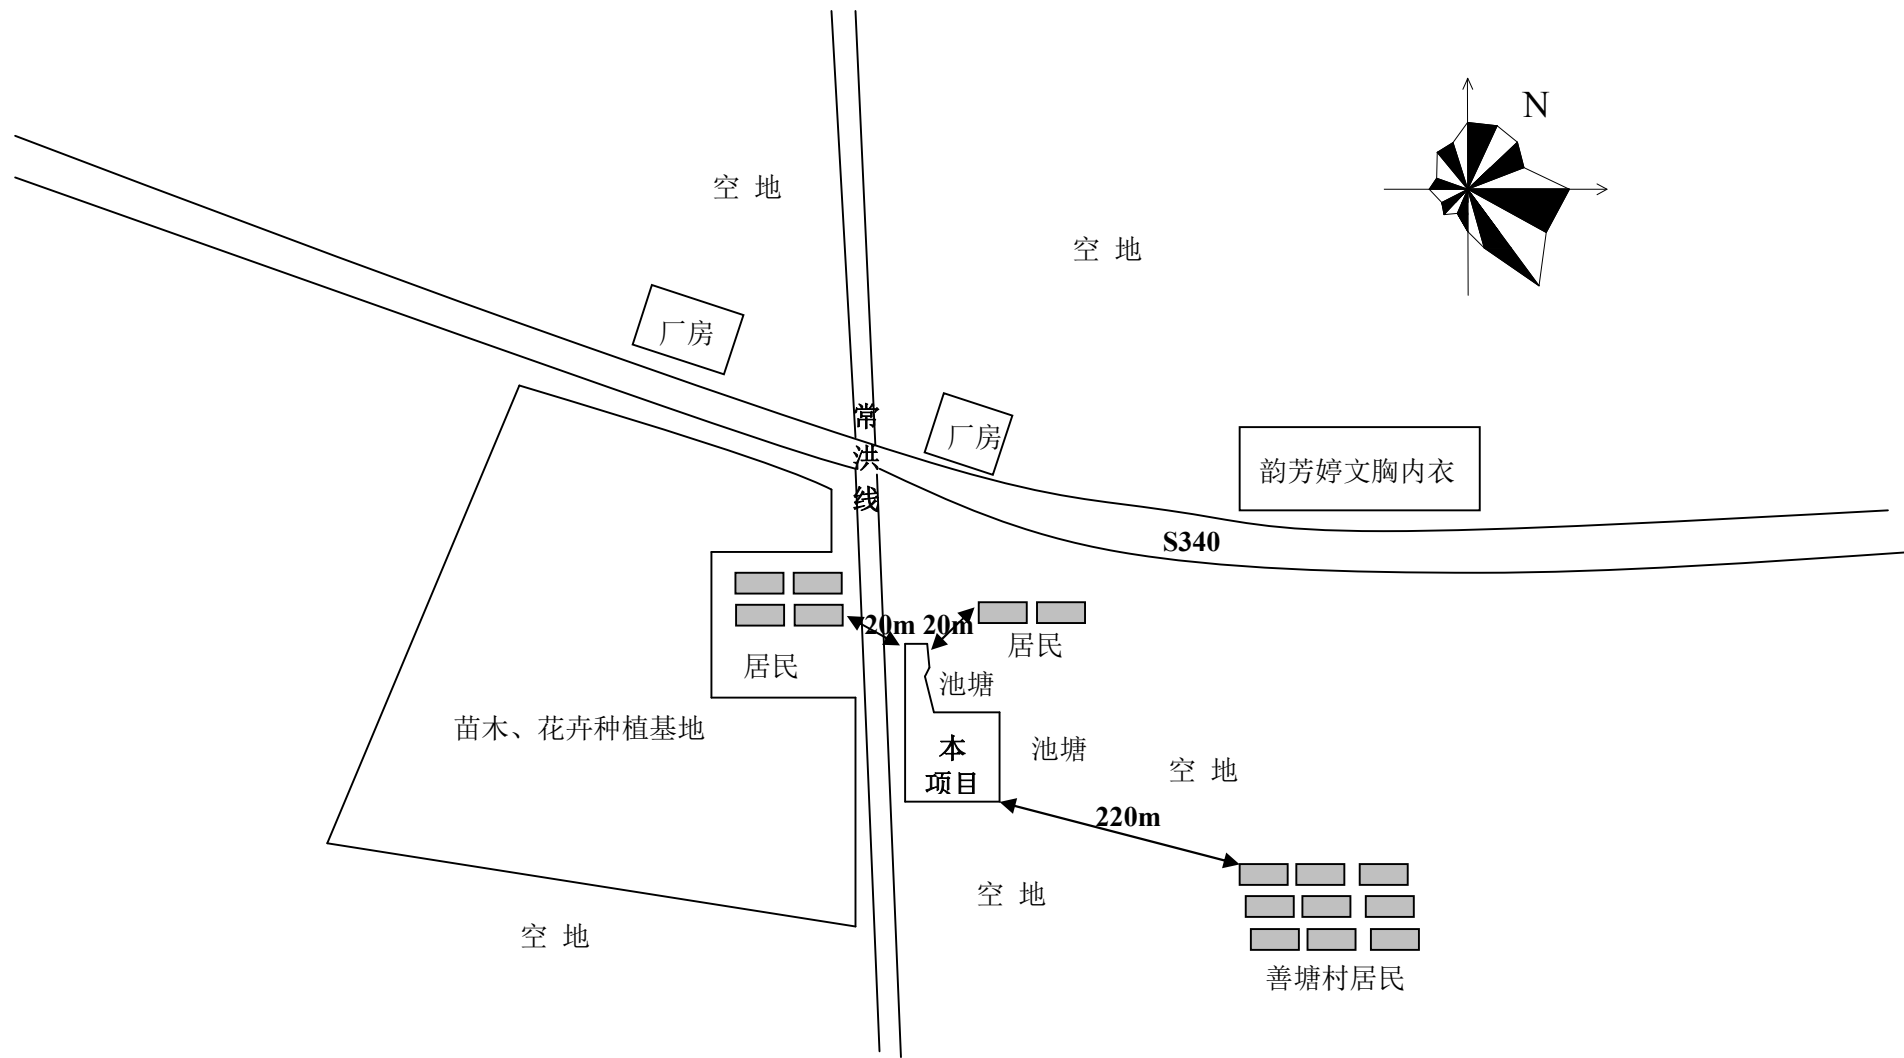 N
空 地
空 地
厂房
常
洪
线
厂房
韵芳婷文胸内衣
S340
20m
20m
居民
居民
池塘
苗木、花卉种植基地
本
项目
池塘
空 地
220m
空 地
空 地
善塘村居民